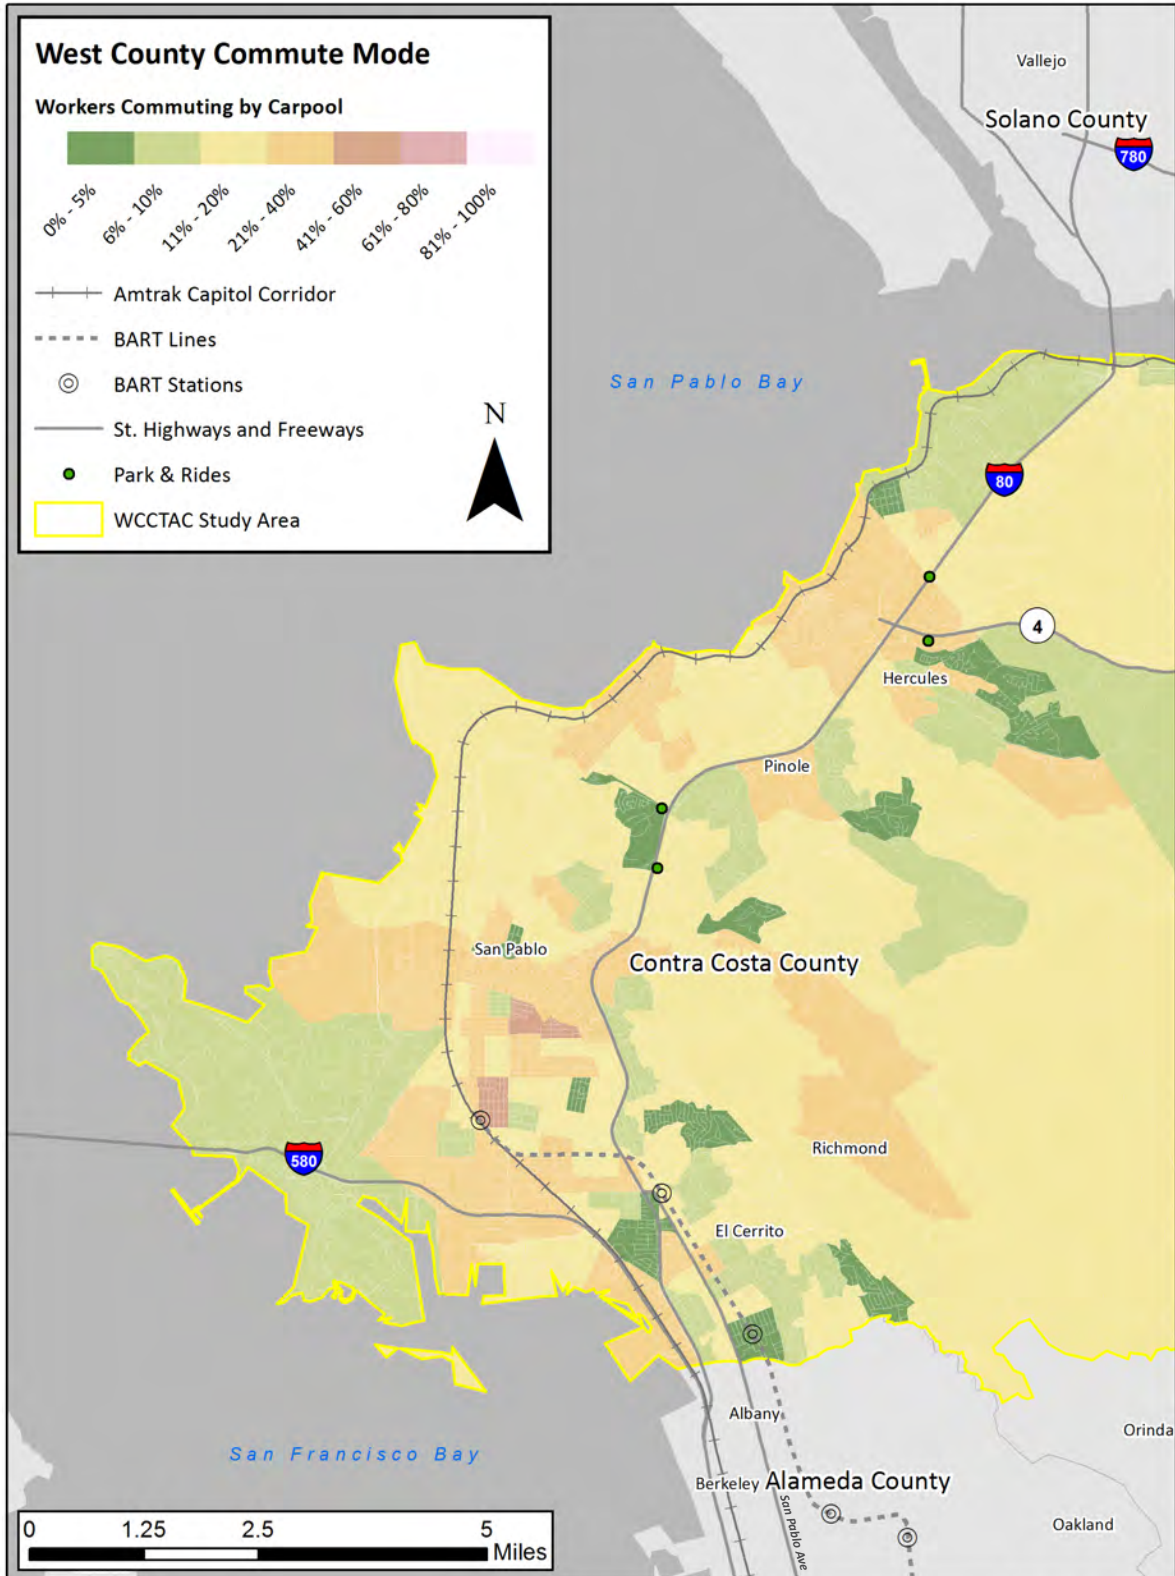 West County Commute Mode
Workers Commuting by Carpool
0% - 5%
6% - 10%
11% - 20%
21% - 40%
41% - 60%
61% - 80%
81% - 100%
Amtrak Capitol Corridor
BART Lines
BART Stations
St. Highways and Freeways
Park & Rides
WCCTAC Study Area
N
Vallejo
Solano County
780
San Pablo Bay
80
4
Hercules
Pinole
San Pablo
Contra Costa County
Richmond
580
El Cerrito
Albany
Orinda
San Francisco Bay
Berkeley
Alameda County
San Pablo Ave
Oakland
0 1.25 2.5 5
Miles